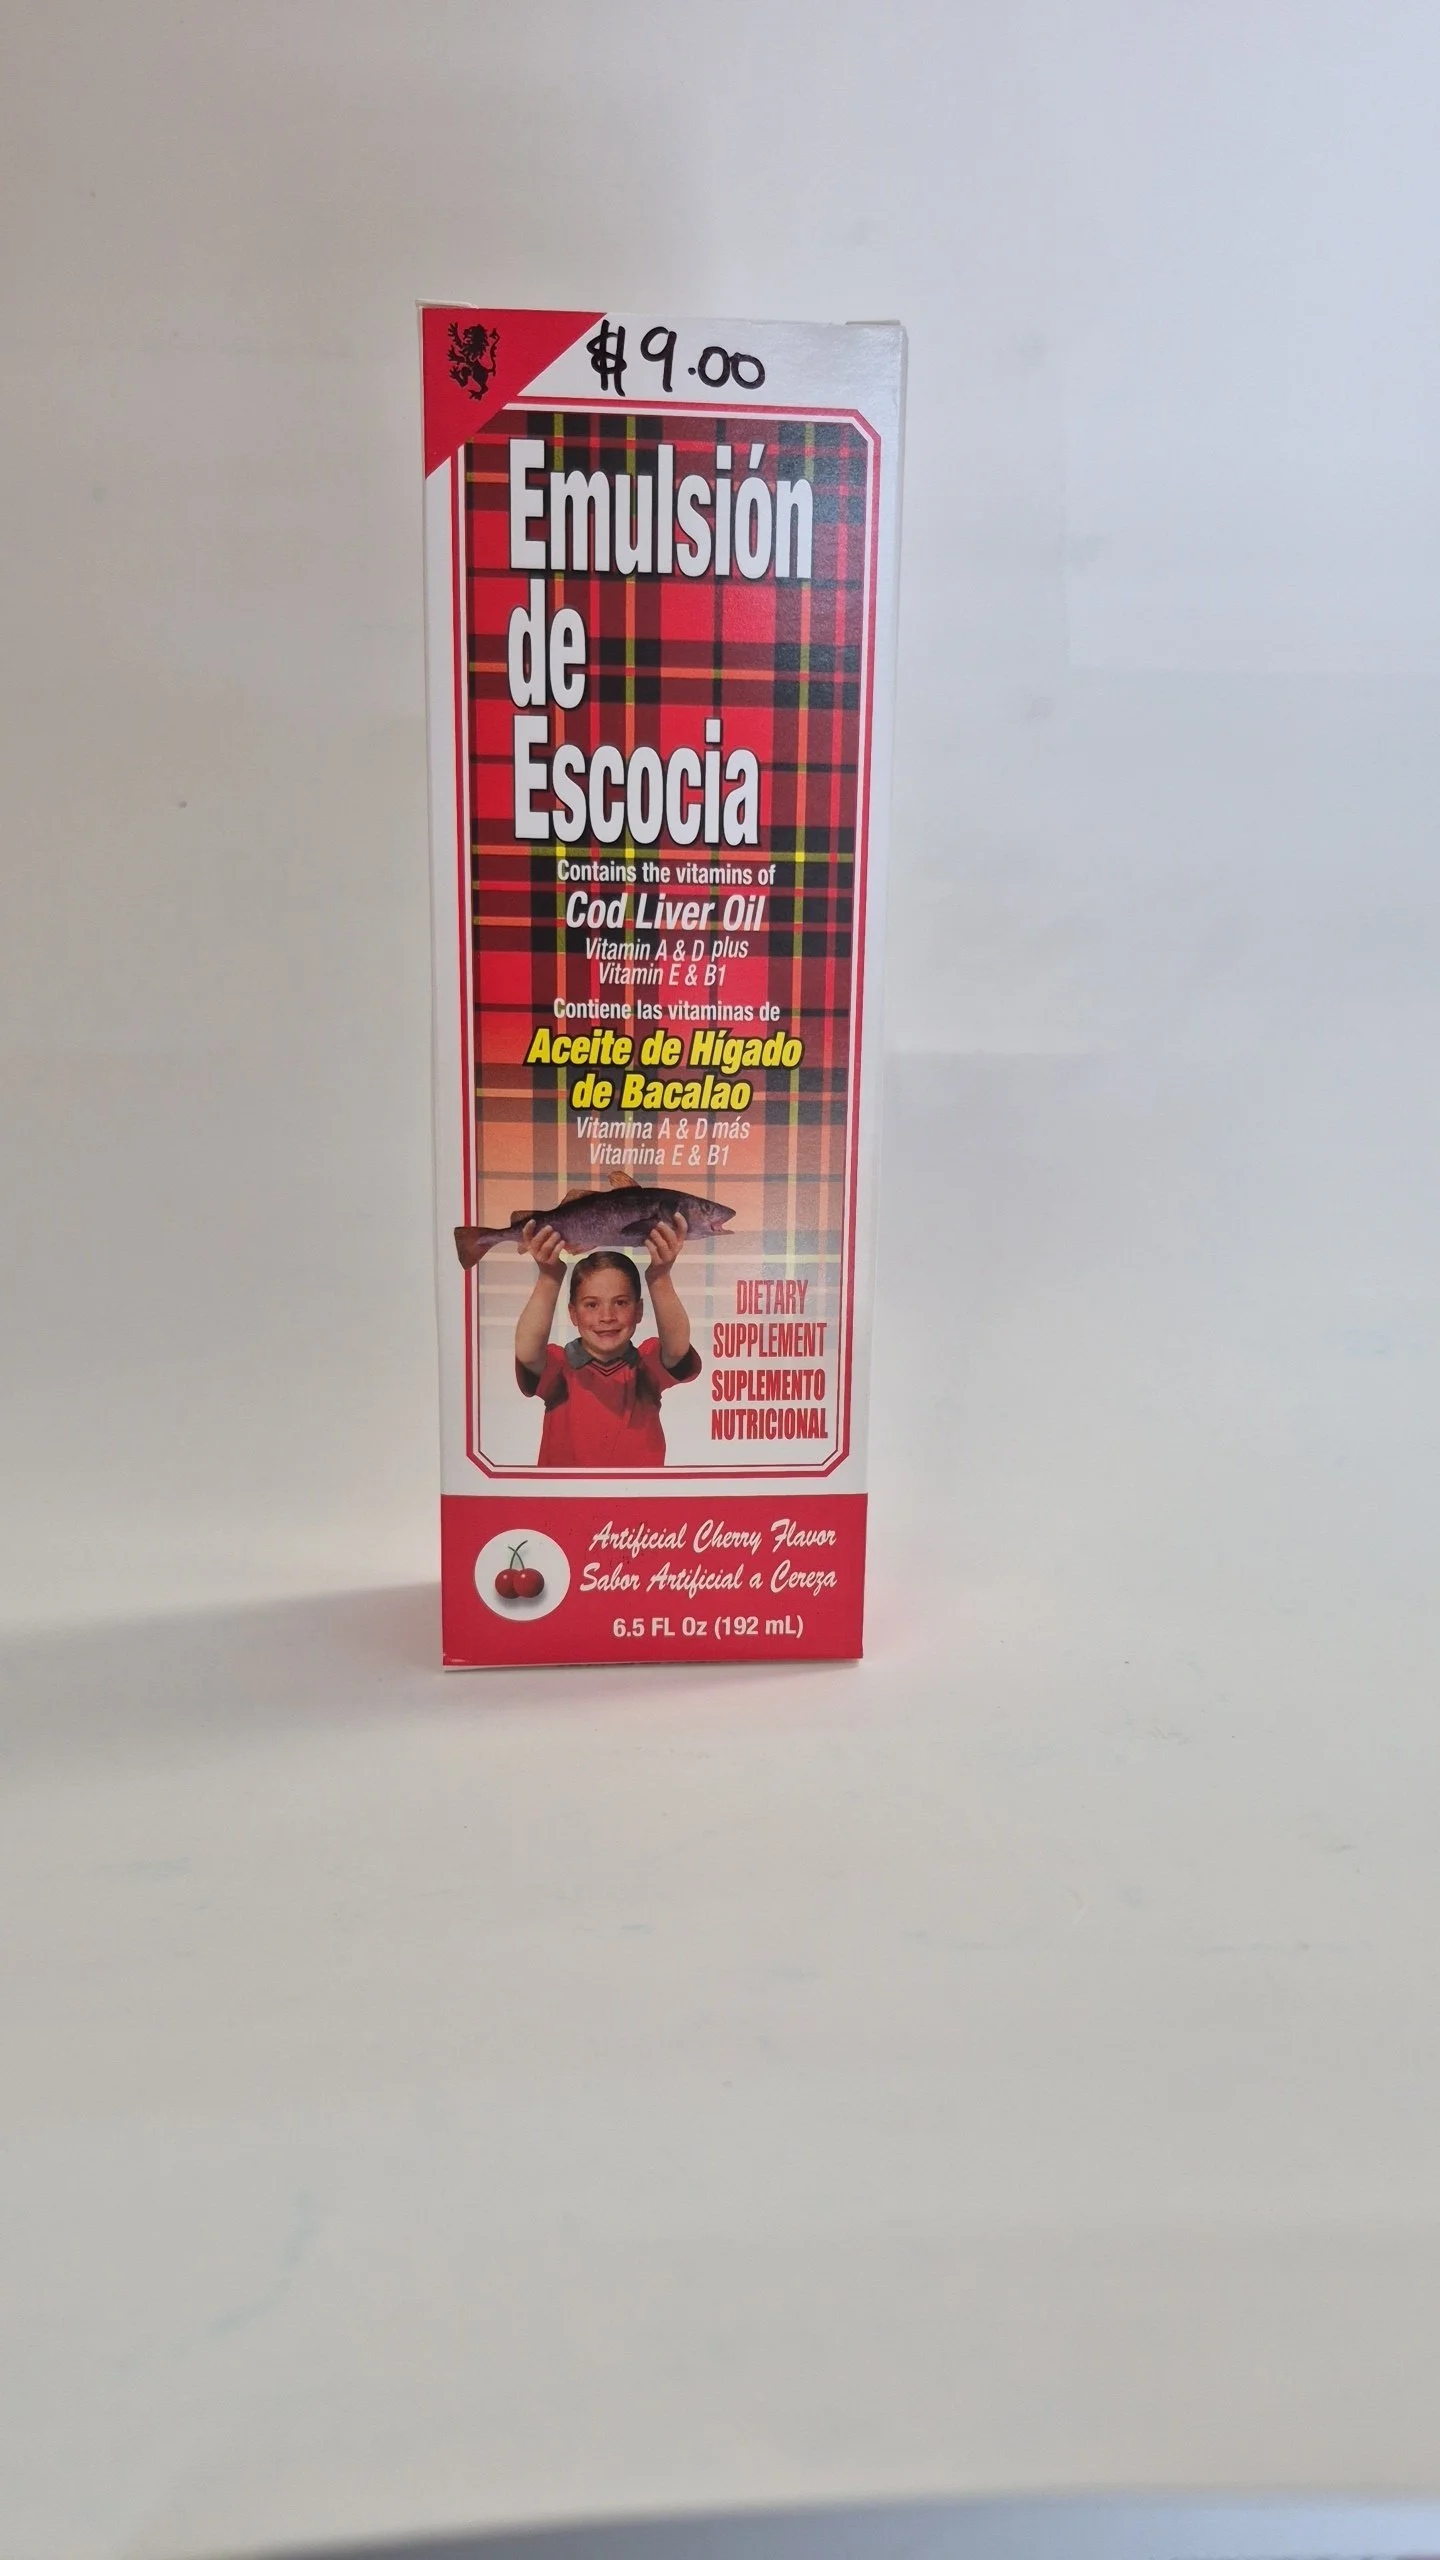 $9.00
Emulsión
de
Escocia
Contains the vitamins of
Cod Liver Oil
Vitamin A & D plus
Vitamin E & B1
Contiene las vitaminas de
Aceite de Hígado
de Bacalao
Vitamina A & D más
Vitamina E & B1
DIETARY
SUPPLEMENT
SUPLEMENTO
NUTRICIONAL
Artificial Cherry Flavor
Sabor Artificial a Cereza
6.5 FL Oz (192 mL)